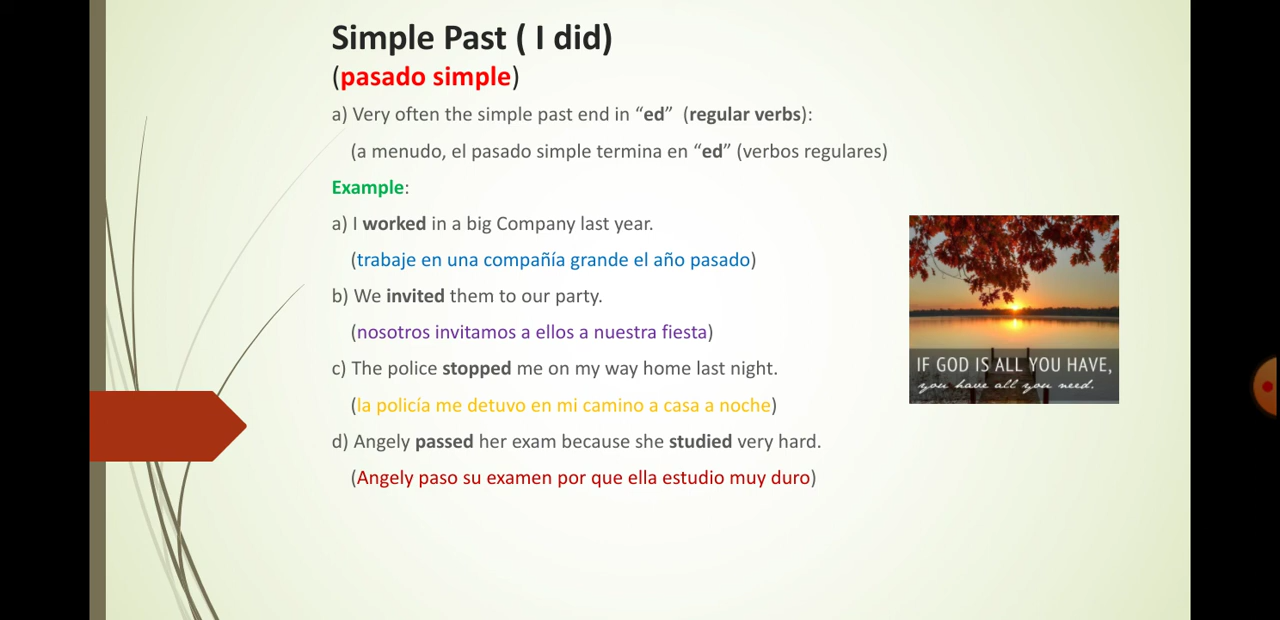 Simple Past ( I did)
(pasado simple)
a) Very often the simple past end in “ed” (regular verbs):
(a menudo, el pasado simple termina en “ed” (verbos regulares)
Example:
a) I worked in a big Company last year.
(trabaje en una compañía grande el año pasado)
b) We invited them to our party.
(nosotros invitamos a ellos a nuestra fiesta)
c) The police stopped me on my way home last night.
(la policía me detuvo en mi camino a casa a noche)
d) Angely passed her exam because she studied very hard.
(Angely paso su examen por que ella estudio muy duro)
IF GOD IS ALL YOU HAVE,
you have all you need.